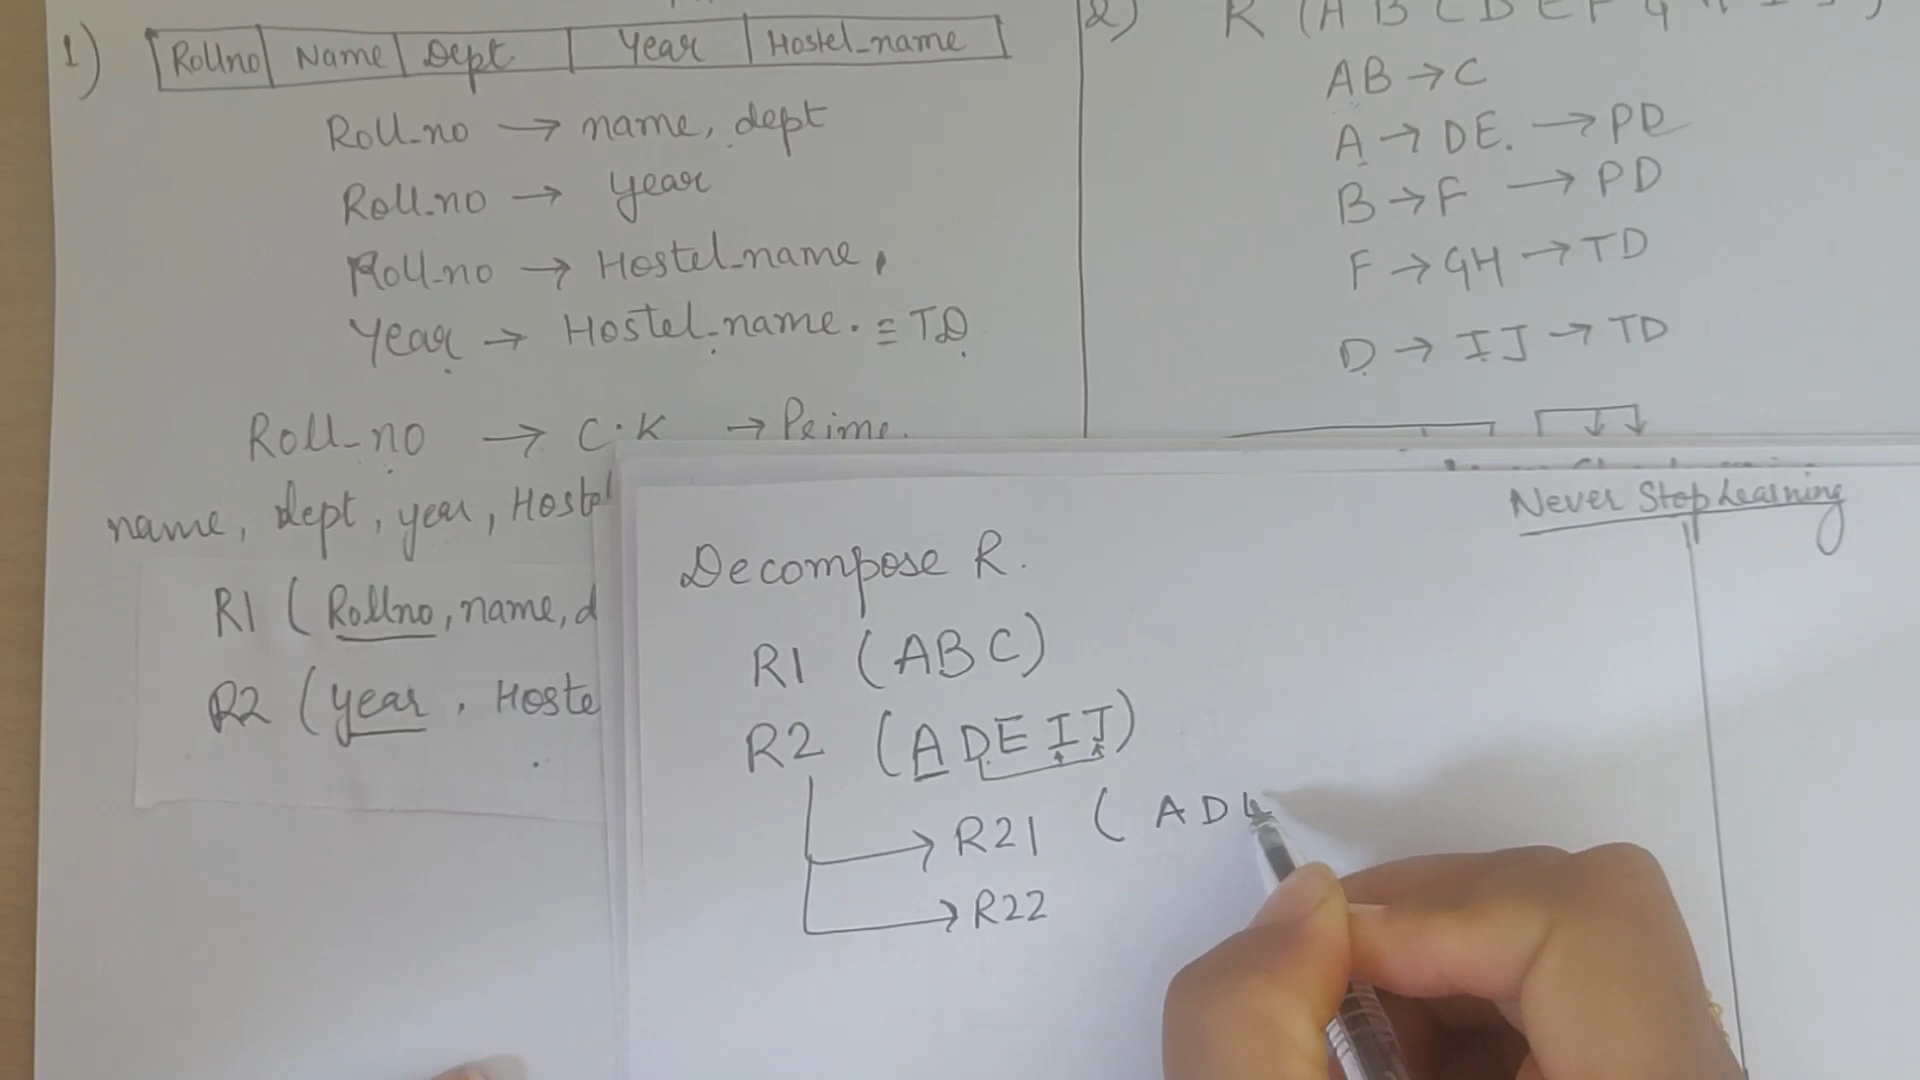 1) Rollno Name Dept Year Hostel_name
Roll_no → name, dept
Roll_no → year
Roll_no → Hostel_name,
Year → Hostel_name. = TD
Roll_no → C.K → Prime.
name, dept, year, Hostel
R1 ( Rollno, name, d
R2 ( year , Hoste
2) R (A B C D E F G H I J )
AB → C
A → DE. → PD
B → F → PD
F → GH → TD
D → IJ → TD
Never Stop Learning
Decompose R.
R1 (ABC)
R2 (ADEIJ)
→ R21 ( AD
→ R22